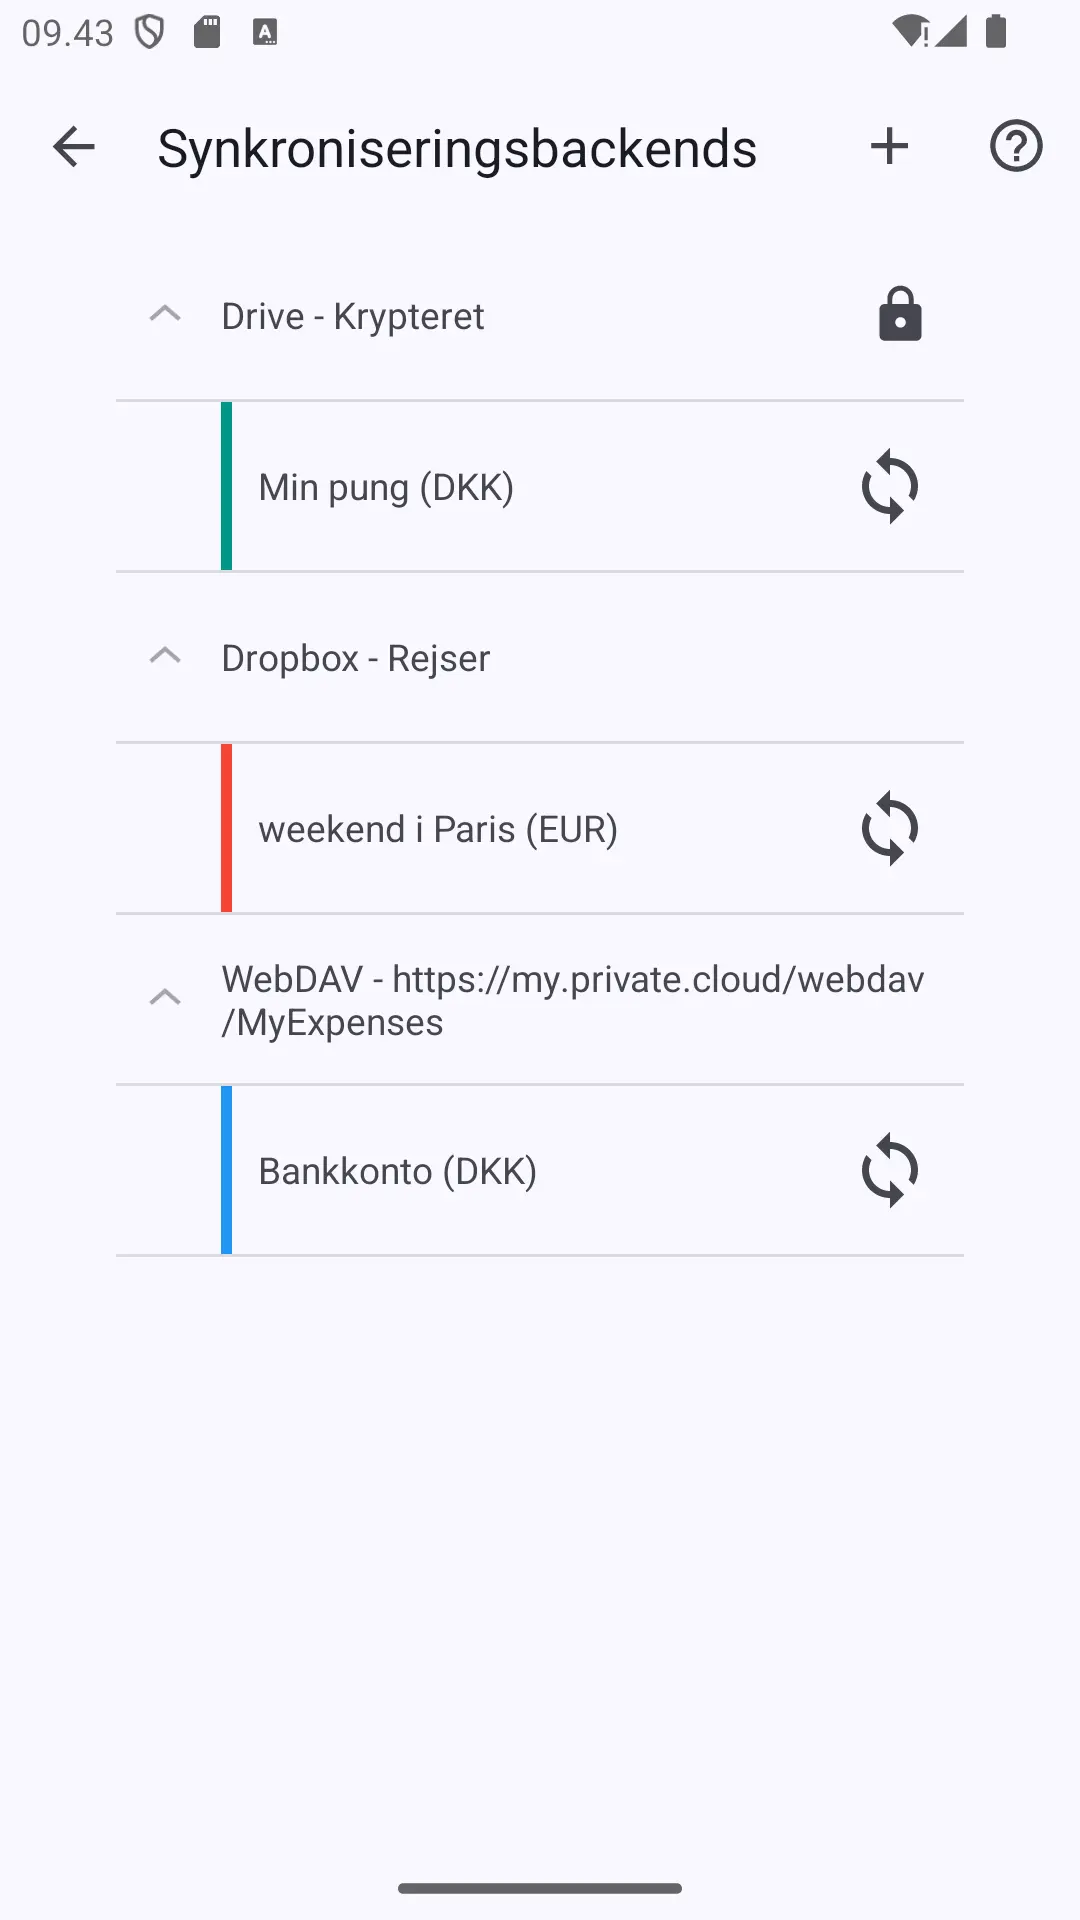 09.43
Synkroniseringsbackends
Drive - Krypteret
Min pung (DKK)
Dropbox - Rejser
weekend i Paris (EUR)
WebDAV - https://my.private.cloud/webdav
/MyExpenses
Bankkonto (DKK)